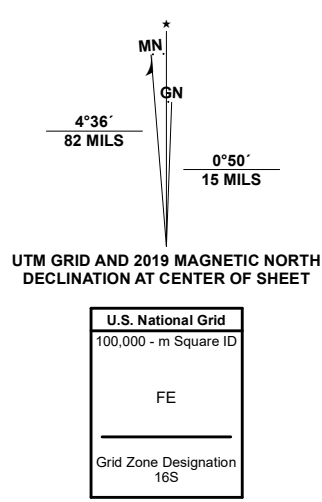 MN
GN
4°36´
82 MILS
0°50´
15 MILS
UTM GRID AND 2019 MAGNETIC NORTH
DECLINATION AT CENTER OF SHEET
U.S. National Grid
100,000 - m Square ID
FE
Grid Zone Designation
16S